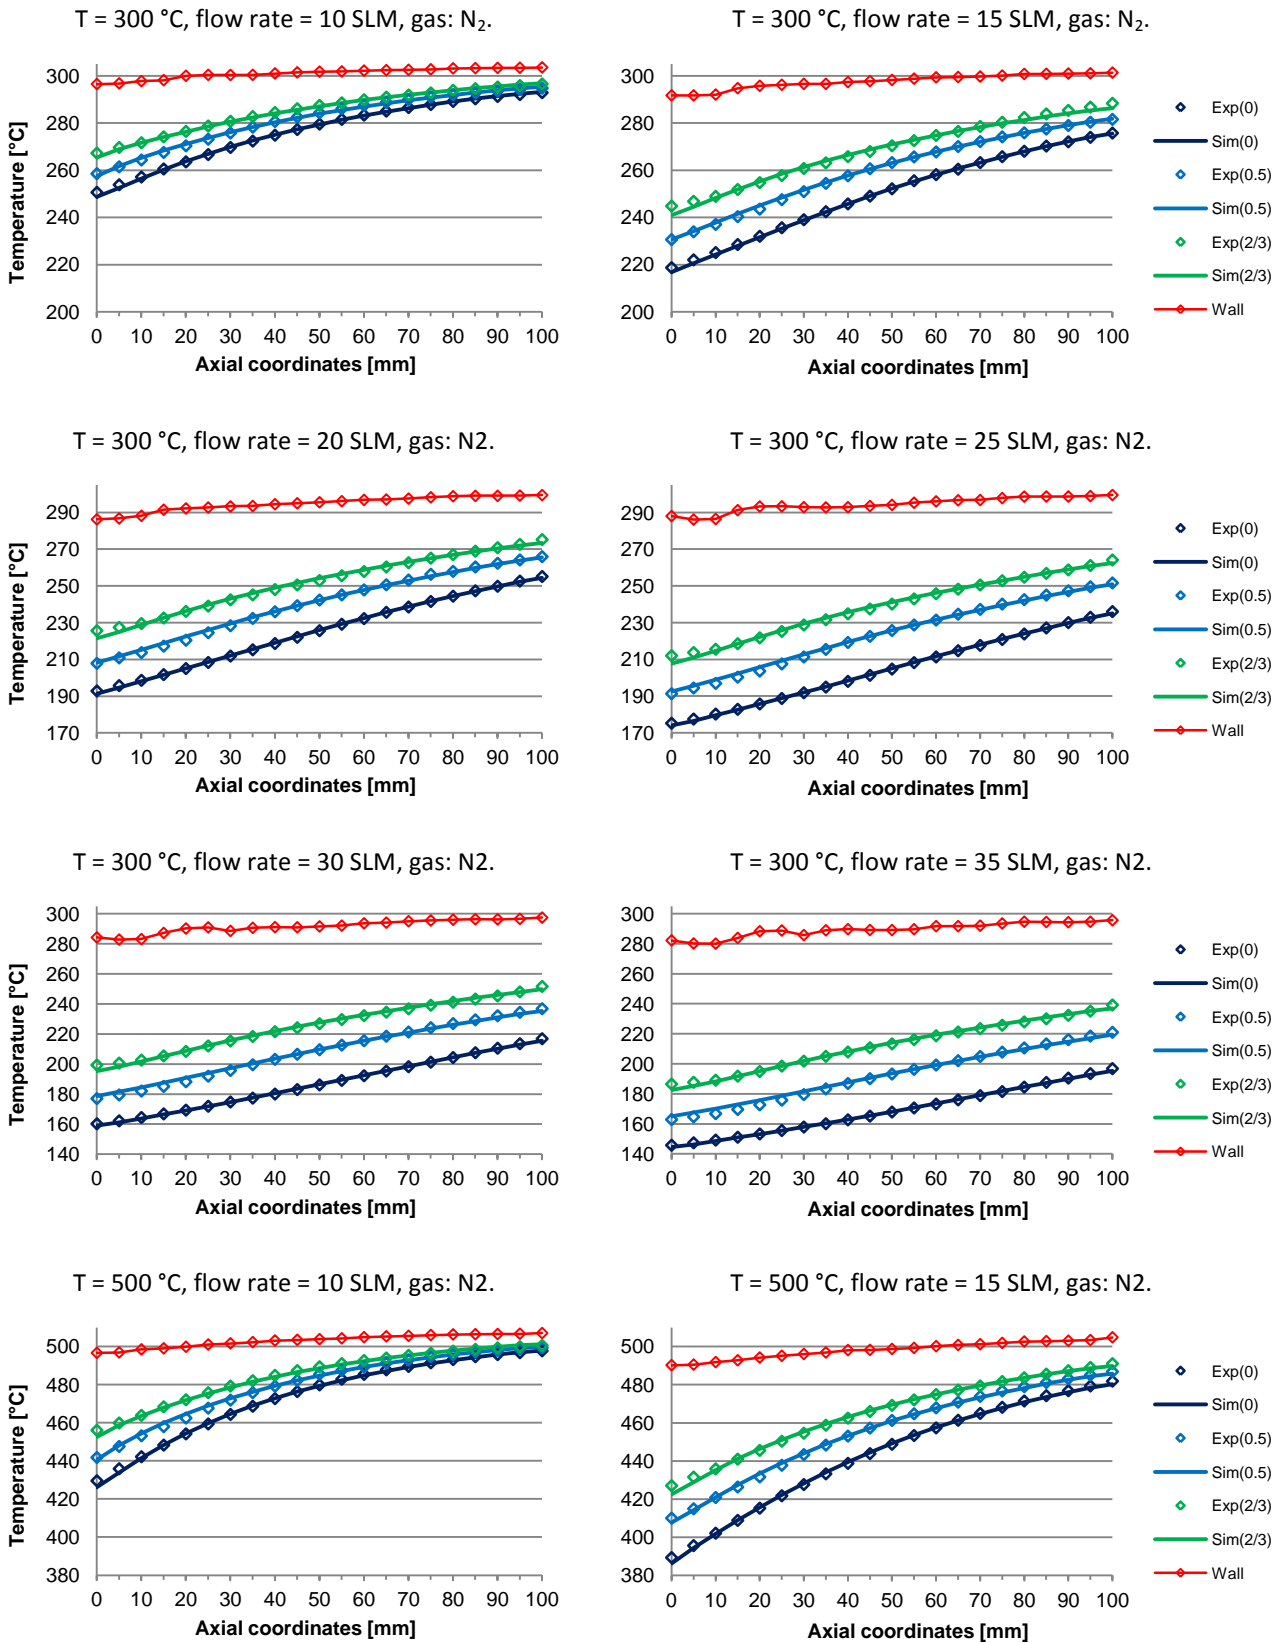 T = 300 °C, flow rate = 10 SLM, gas: N₂.
Temperature [°C]
300
280
260
240
220
200
0 10 20 30 40 50 60 70 80 90 100
Axial coordinates [mm]
T = 300 °C, flow rate = 15 SLM, gas: N₂.
300
280
260
240
220
200
0 10 20 30 40 50 60 70 80 90 100
Axial coordinates [mm]
Exp(0)
Sim(0)
Exp(0.5)
Sim(0.5)
Exp(2/3)
Sim(2/3)
Wall
T = 300 °C, flow rate = 20 SLM, gas: N2.
Temperature [°C]
290
270
250
230
210
190
170
0 10 20 30 40 50 60 70 80 90 100
Axial coordinates [mm]
T = 300 °C, flow rate = 25 SLM, gas: N2.
290
270
250
230
210
190
170
0 10 20 30 40 50 60 70 80 90 100
Axial coordinates [mm]
Exp(0)
Sim(0)
Exp(0.5)
Sim(0.5)
Exp(2/3)
Sim(2/3)
Wall
T = 300 °C, flow rate = 30 SLM, gas: N2.
Temperature [°C]
300
280
260
240
220
200
180
160
140
0 10 20 30 40 50 60 70 80 90 100
Axial coordinates [mm]
T = 300 °C, flow rate = 35 SLM, gas: N2.
300
280
260
240
220
200
180
160
140
0 10 20 30 40 50 60 70 80 90 100
Axial coordinates [mm]
Exp(0)
Sim(0)
Exp(0.5)
Sim(0.5)
Exp(2/3)
Sim(2/3)
Wall
T = 500 °C, flow rate = 10 SLM, gas: N2.
Temperature [°C]
500
480
460
440
420
400
380
0 10 20 30 40 50 60 70 80 90 100
Axial coordinates [mm]
T = 500 °C, flow rate = 15 SLM, gas: N2.
500
480
460
440
420
400
380
0 10 20 30 40 50 60 70 80 90 100
Axial coordinates [mm]
Exp(0)
Sim(0)
Exp(0.5)
Sim(0.5)
Exp(2/3)
Sim(2/3)
Wall